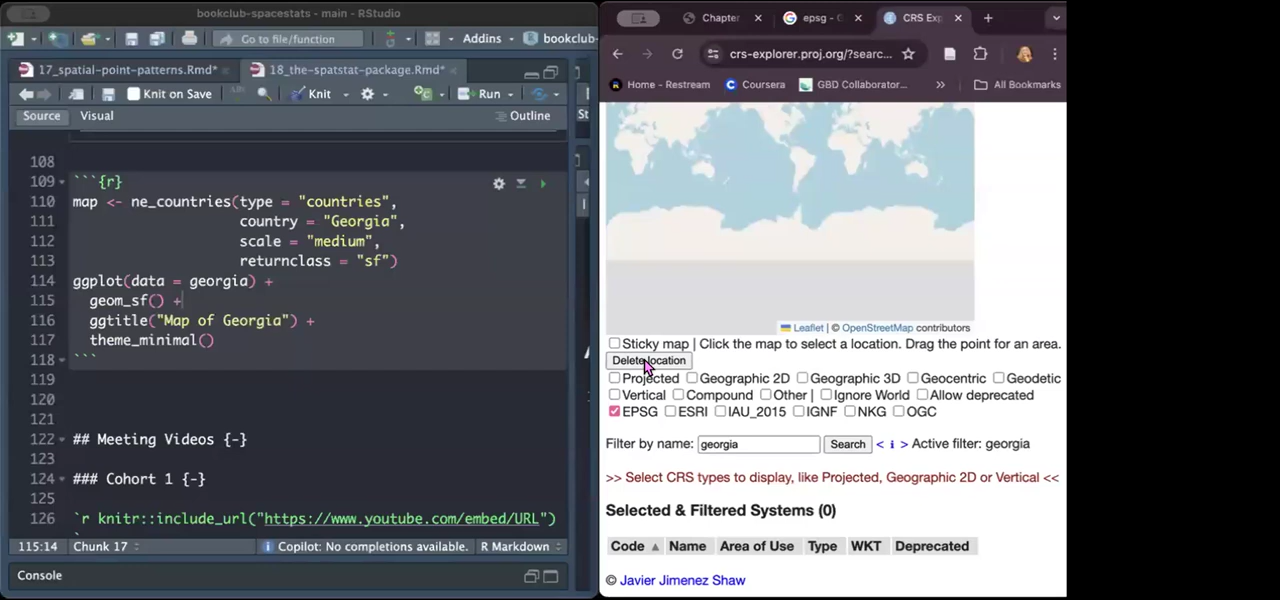 bookclub-spacestats - main - RStudio
Go to file/function
Addins
bookclub-
17_spatial-point-patterns.Rmd*
18_the-spatstat-package.Rmd*
Knit on Save
Knit
Run
Source
Visual
Outline
108
109 ```{r}
110 map <- ne_countries(type = "countries",
111 country = "Georgia",
112 scale = "medium",
113 returnclass = "sf")
114 ggplot(data = georgia) +
115 geom_sf() +
116 ggtitle("Map of Georgia") +
117 theme_minimal()
118 ```
119
120
121
122 ## Meeting Videos {-}
123
124 ### Cohort 1 {-}
125
126 `r knitr::include_url("https://www.youtube.com/embed/URL")
`
115:14 Chunk 17 Copilot: No completions available. R Markdown
Console
St
Chapter
epsg - G
CRS Exp
crs-explorer.proj.org/?searc...
Home - Restream
Coursera
GBD Collaborator...
»
All Bookmarks
Leaflet | © OpenStreetMap contributors
Sticky map | Click the map to select a location. Drag the point for an area.
Delete location
Projected Geographic 2D Geographic 3D Geocentric Geodetic
Vertical Compound Other | Ignore World Allow deprecated
EPSG ESRI IAU_2015 IGNF NKG OGC
Filter by name: georgia Search < i > Active filter: georgia
>> Select CRS types to display, like Projected, Geographic 2D or Vertical <<
Selected & Filtered Systems (0)
Code ▲ Name Area of Use Type WKT Deprecated
© Javier Jimenez Shaw